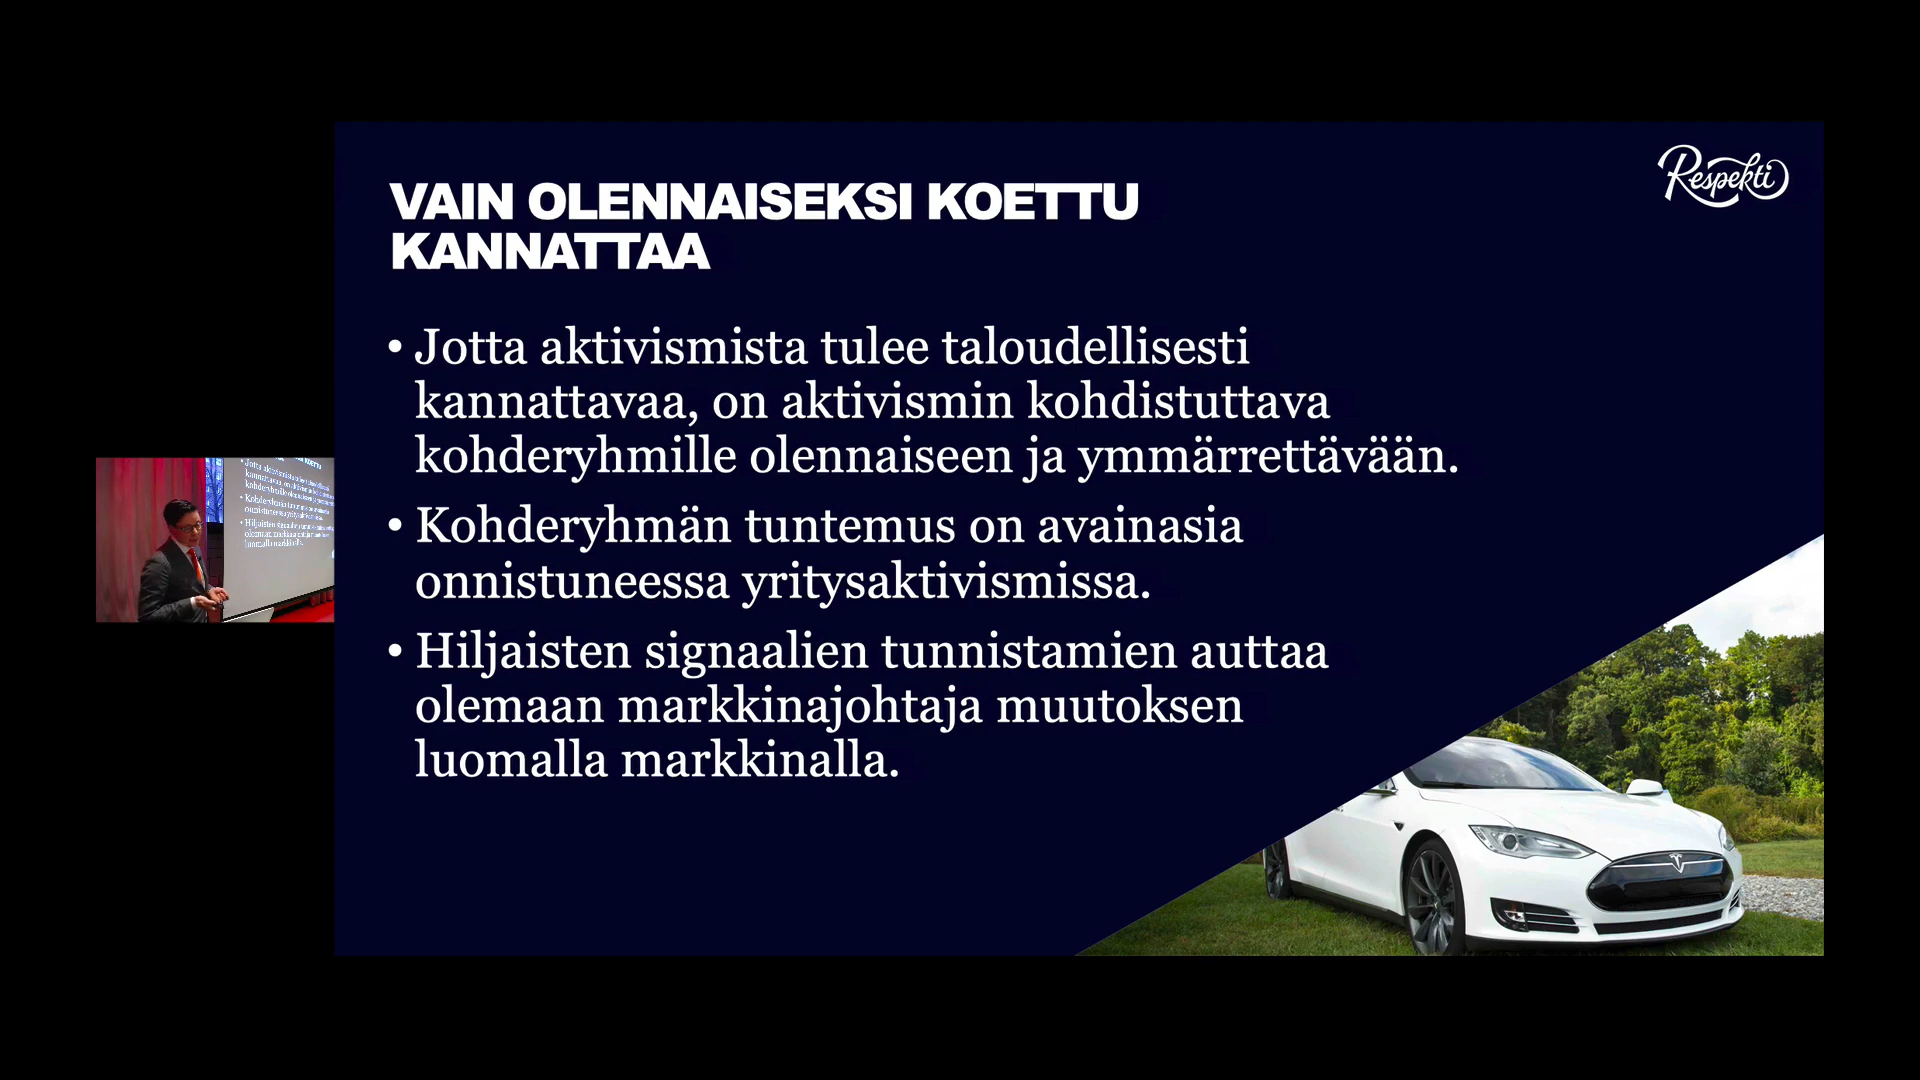 Respekti
VAIN OLENNAISEKSI KOETTU
KANNATTAA
• Jotta aktivismista tulee taloudellisesti
kannattavaa, on aktivismin kohdistuttava
kohderyhmille olennaiseen ja ymmärrettävään.
• Kohderyhmän tuntemus on avainasia
onnistuneessa yritysaktivismissa.
• Hiljaisten signaalien tunnistamien auttaa
olemaan markkinajohtaja muutoksen
luomalla markkinalla.